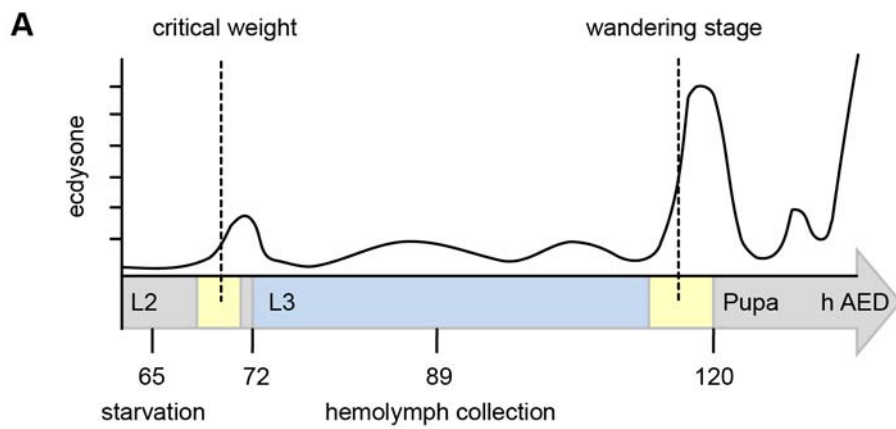 A
critical weight
wandering stage
ecdysone
L2
L3
Pupa
h AED
65
72
89
120
starvation
hemolymph collection